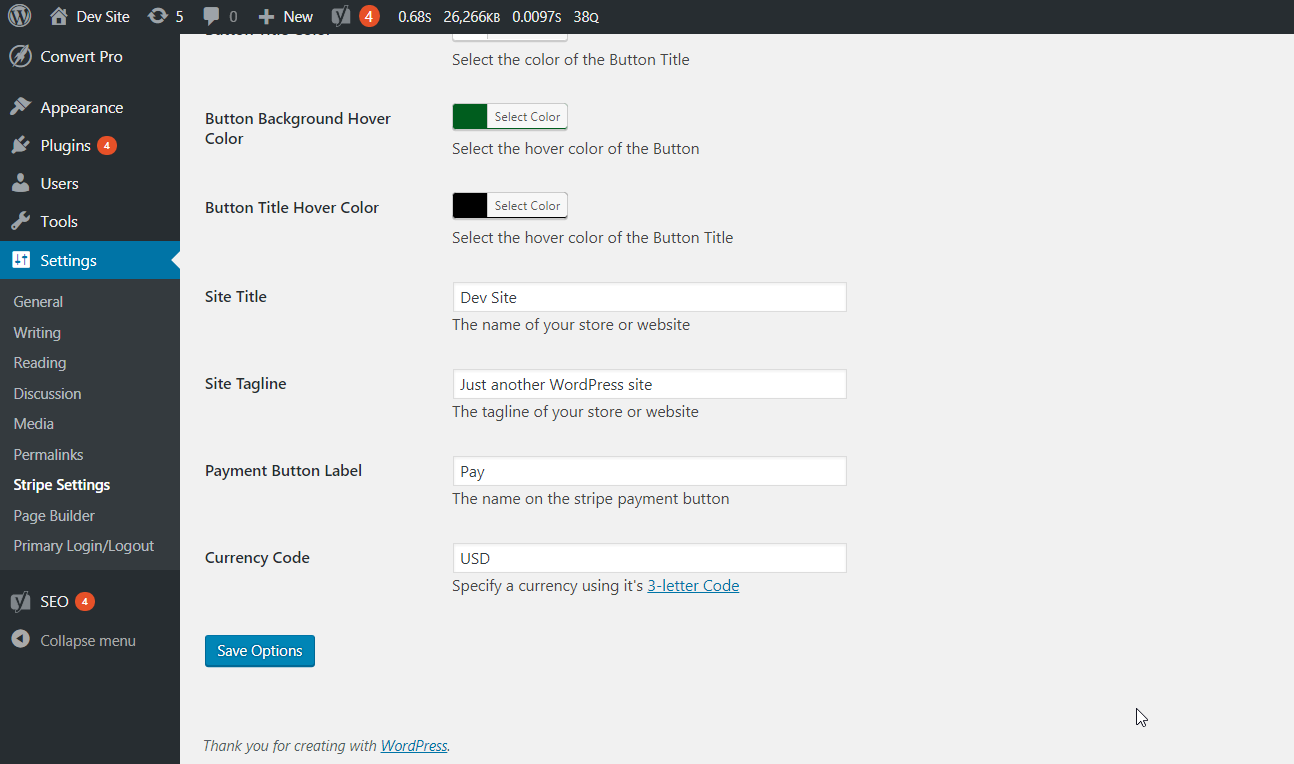 Dev Site 5 0 New 4 0.68s 26,266KB 0.0097s 38Q
Convert Pro
Appearance
Plugins 4
Users
Tools
Settings
General
Writing
Reading
Discussion
Media
Permalinks
Stripe Settings
Page Builder
Primary Login/Logout
SEO 4
Collapse menu
Button Title Color
Select the color of the Button Title
Button Background Hover
Color
Select Color
Select the hover color of the Button
Button Title Hover Color
Select Color
Select the hover color of the Button Title
Site Title
Dev Site
The name of your store or website
Site Tagline
Just another WordPress site
The tagline of your store or website
Payment Button Label
Pay
The name on the stripe payment button
Currency Code
USD
Specify a currency using it's 3-letter Code
Save Options
Thank you for creating with WordPress.